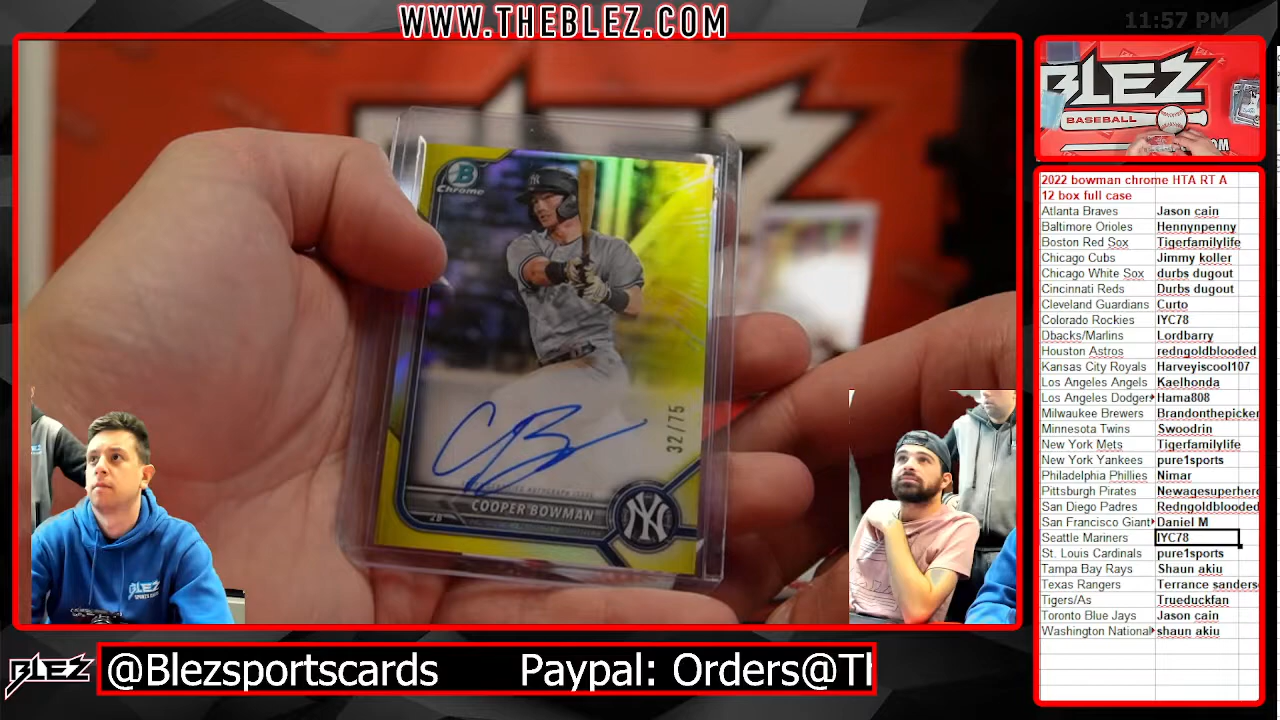 WWW.THEBLEZ.COM
11:57 PM
B
Chrome
32/75
COOPER BOWMAN
2B
NY
BLEZ
BASEBALL
2022 bowman chrome HTA RT A
12 box full case
Atlanta Braves Jason cain
Baltimore Orioles Hennynpenny
Boston Red Sox Tigerfamilylife
Chicago Cubs Jimmy koller
Chicago White Sox durbs dugout
Cincinnati Reds Durbs dugout
Cleveland Guardians Curto
Colorado Rockies IYC78
Dbacks/Marlins Lordbarry
Houston Astros redngoldblooded
Kansas City Royals Harveyiscool107
Los Angeles Angels Kaelhonda
Los Angeles Dodgers Hama808
Milwaukee Brewers Brandonthepicker
Minnesota Twins Swoodrin
New York Mets Tigerfamilylife
New York Yankees pure1sports
Philadelphia Phillies Nimar
Pittsburgh Pirates Newagesuperhero
San Diego Padres Redngoldblooded
San Francisco Giant Daniel M
Seattle Mariners IYC78
St. Louis Cardinals pure1sports
Tampa Bay Rays Shaun akiu
Texas Rangers Terrance sanders
Tigers/As Trueduckfan
Toronto Blue Jays Jason cain
Washington National shaun akiu
BLEZ
BLEZ @Blezsportscards Paypal: Orders@Th